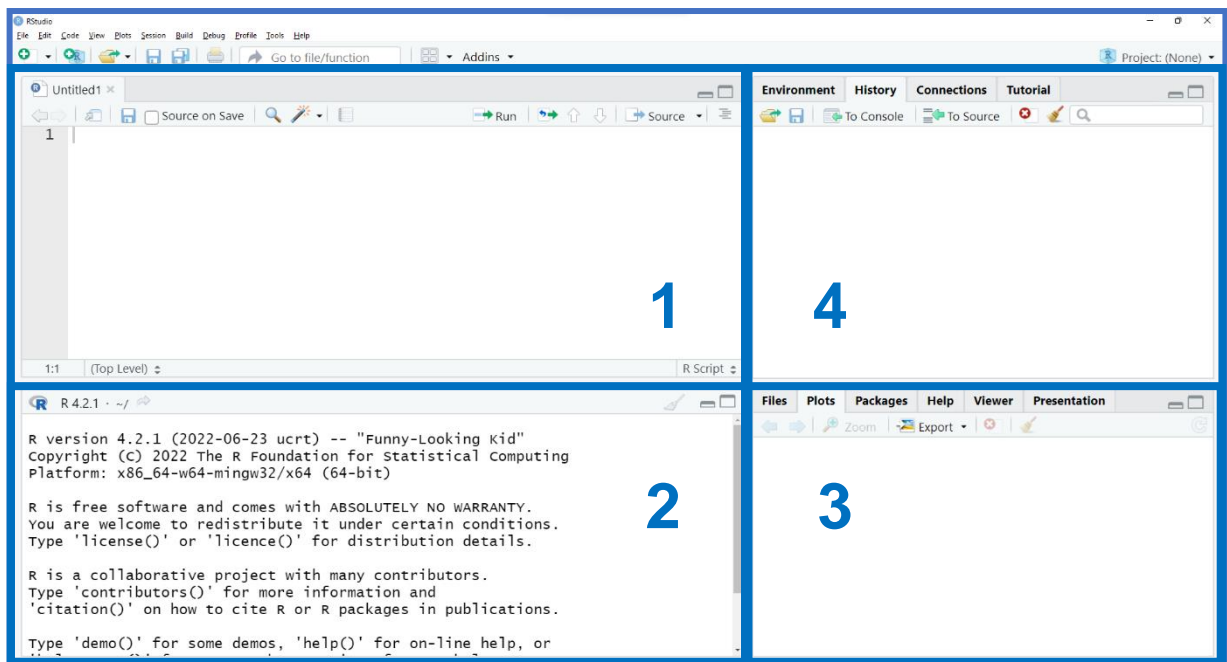 RStudio
File Edit Code View Plots Session Build Debug Profile Tools Help
Go to file/function Addins Project: (None)
Untitled1
Source on Save Run Source
1
1
1:1 (Top Level) R Script
Environment History Connections Tutorial
To Console To Source
4
R 4.2.1 · ~/
R version 4.2.1 (2022-06-23 ucrt) -- "Funny-Looking Kid"
Copyright (C) 2022 The R Foundation for Statistical Computing
Platform: x86_64-w64-mingw32/x64 (64-bit)
R is free software and comes with ABSOLUTELY NO WARRANTY.
You are welcome to redistribute it under certain conditions.
Type 'license()' or 'licence()' for distribution details.
R is a collaborative project with many contributors.
Type 'contributors()' for more information and
'citation()' on how to cite R or R packages in publications.
Type 'demo()' for some demos, 'help()' for on-line help, or
2
Files Plots Packages Help Viewer Presentation
Zoom Export
3